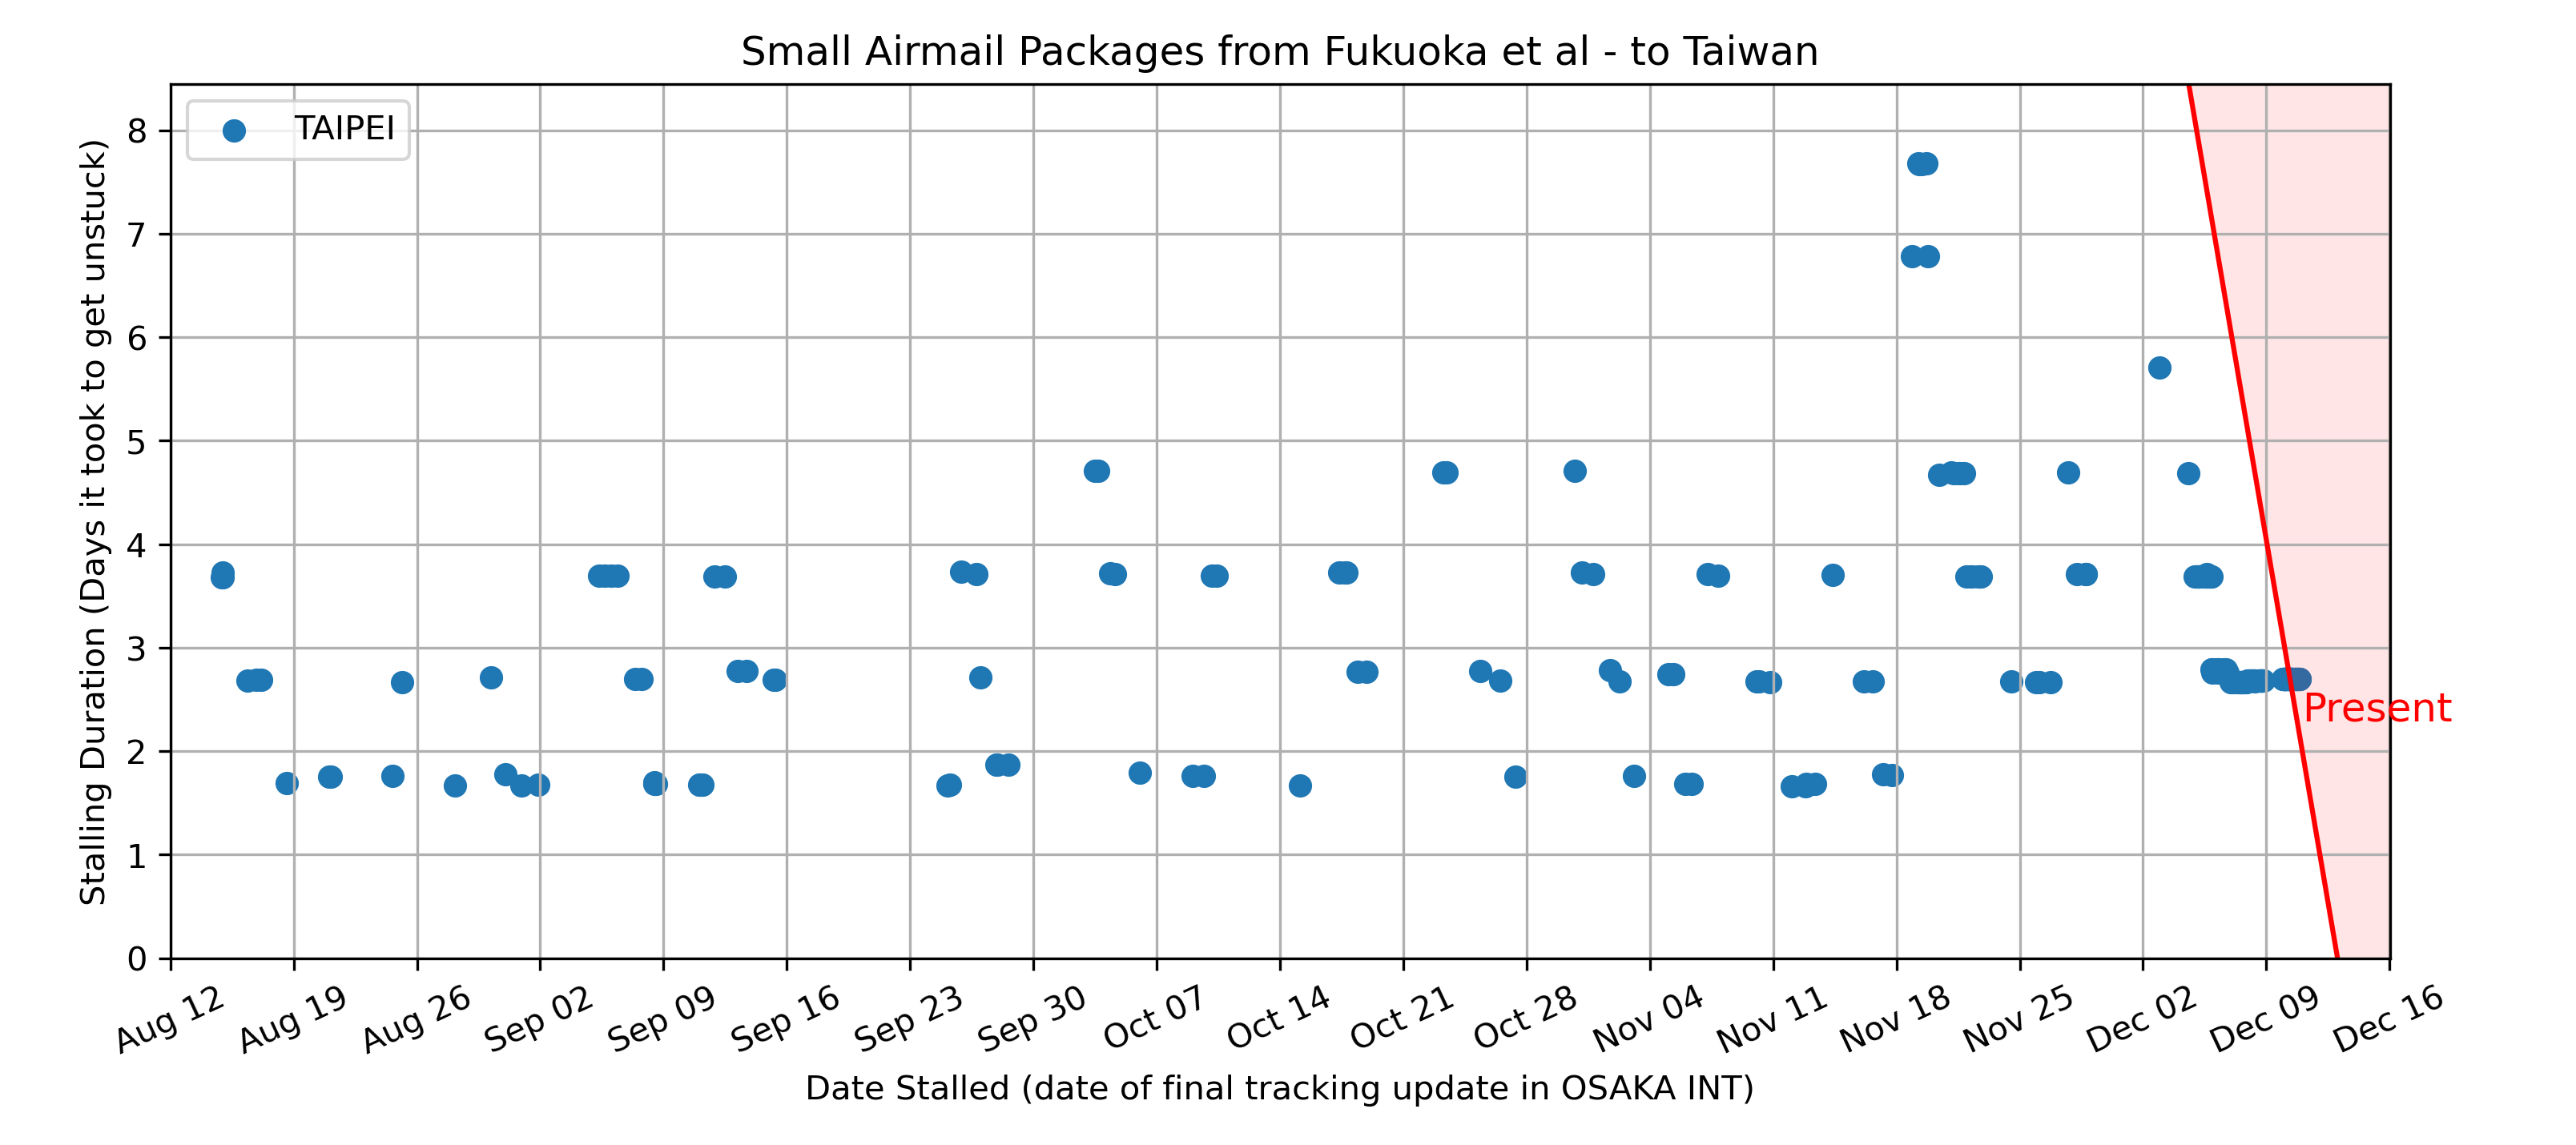 Small Airmail Packages from Fukuoka et al - to Taiwan
TAIPEI
Stalling Duration (Days it took to get unstuck)
8
7
6
5
4
3
2
1
0
Present
Aug 12
Aug 19
Aug 26
Sep 02
Sep 09
Sep 16
Sep 23
Sep 30
Oct 07
Oct 14
Oct 21
Oct 28
Nov 04
Nov 11
Nov 18
Nov 25
Dec 02
Dec 09
Dec 16
Date Stalled (date of final tracking update in OSAKA INT)